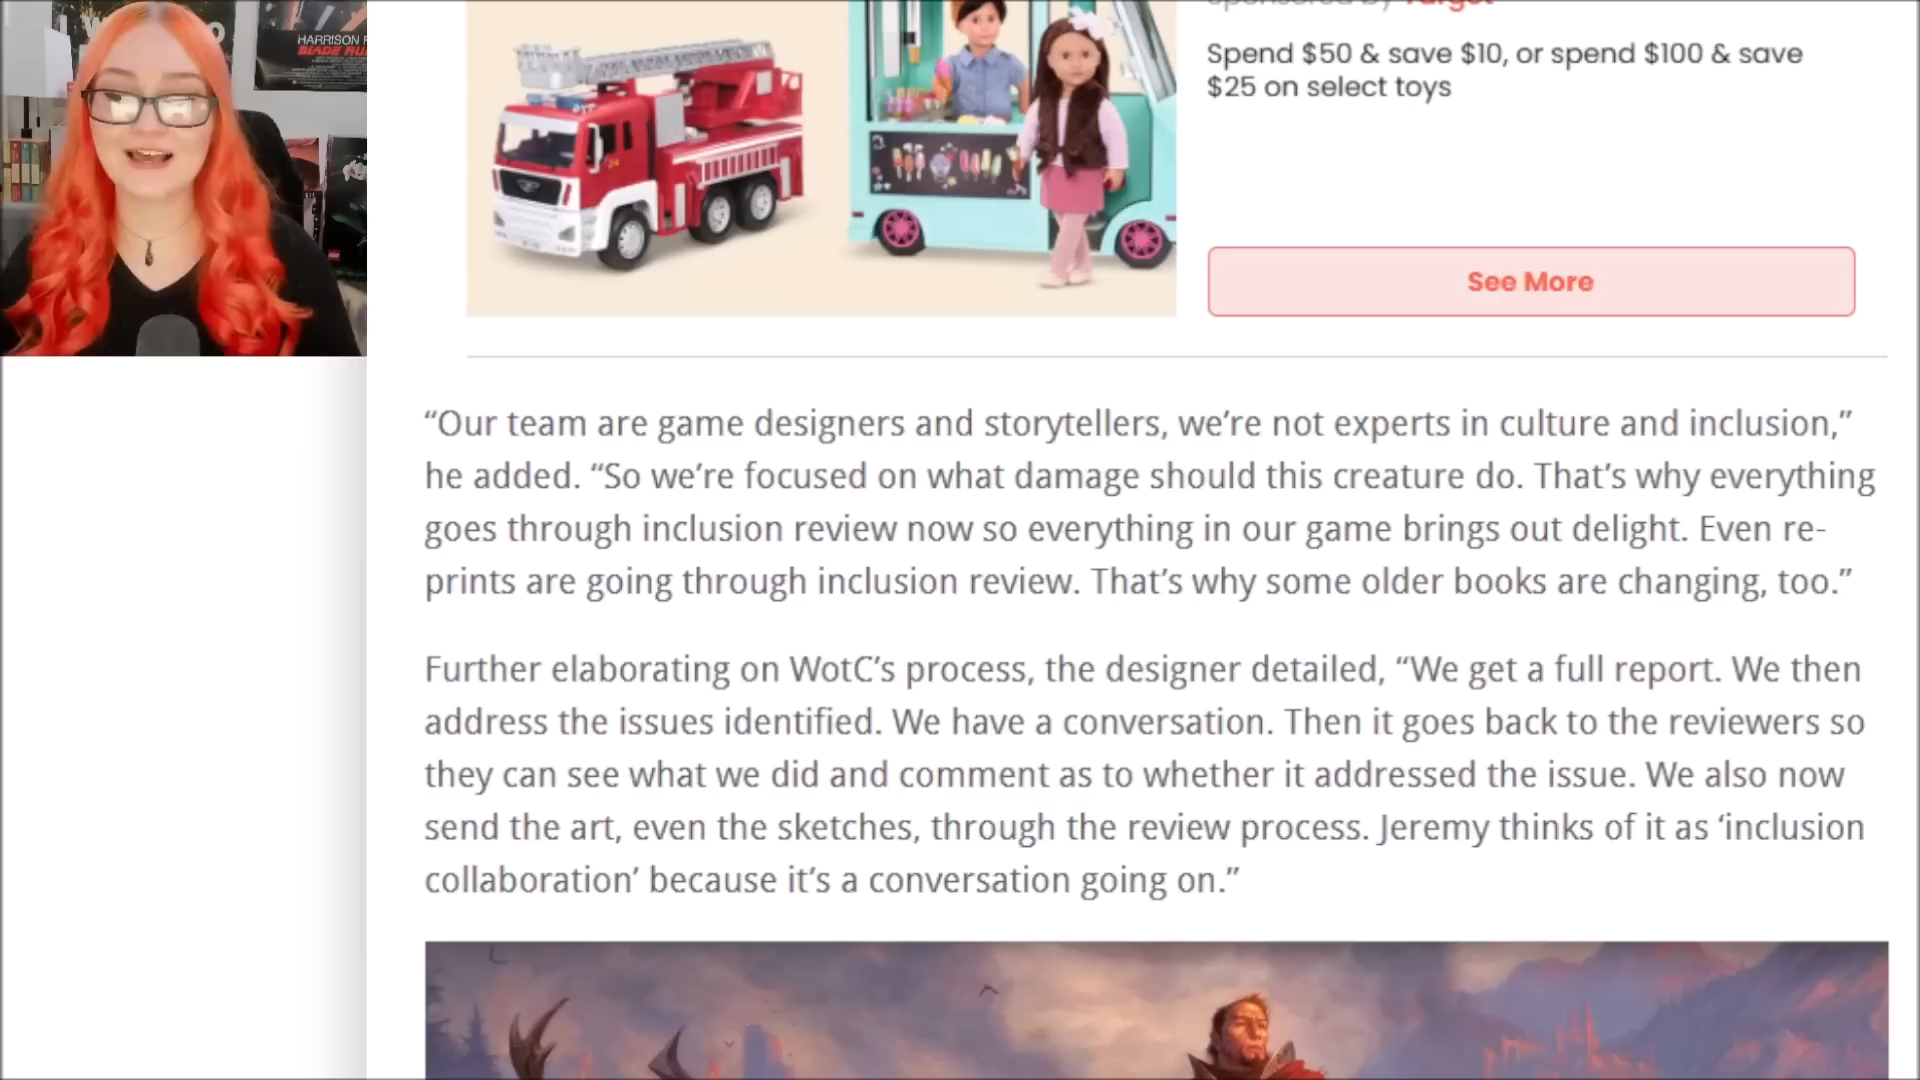 HARRISON F
BLADE RU
sponsored by Target
Spend $50 & save $10, or spend $100 & save
$25 on select toys
See More
“Our team are game designers and storytellers, we’re not experts in culture and inclusion,”
he added. “So we’re focused on what damage should this creature do. That’s why everything
goes through inclusion review now so everything in our game brings out delight. Even re-
prints are going through inclusion review. That’s why some older books are changing, too.”
Further elaborating on WotC’s process, the designer detailed, “We get a full report. We then
address the issues identified. We have a conversation. Then it goes back to the reviewers so
they can see what we did and comment as to whether it addressed the issue. We also now
send the art, even the sketches, through the review process. Jeremy thinks of it as ‘inclusion
collaboration’ because it’s a conversation going on.”